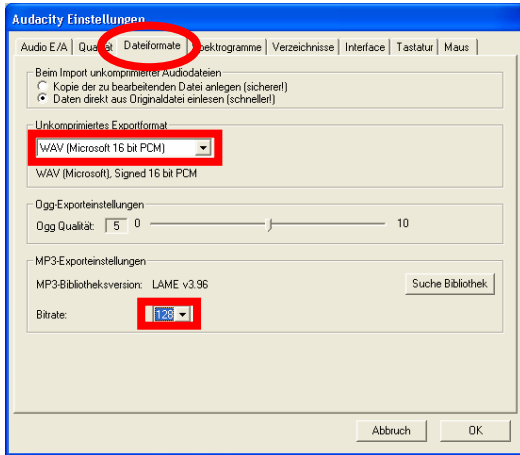 Audacity Einstellungen
Audio E/A Qualität Dateiformate Spektrogramme Verzeichnisse Interface Tastatur Maus
Beim Import unkomprimierter Audiodateien
Kopie der zu bearbeitenden Datei anlegen (sicherer!)
Daten direkt aus Originaldatei einlesen (schneller!)
Unkomprimiertes Exportformat
WAV (Microsoft 16 bit PCM)
WAV (Microsoft), Signed 16 bit PCM
Ogg-Exporteinstellungen
Ogg Qualität: 5 0 10
MP3-Exporteinstellungen
MP3-Bibliotheksversion: LAME v3.96 Suche Bibliothek
Bitrate: 128
Abbruch OK